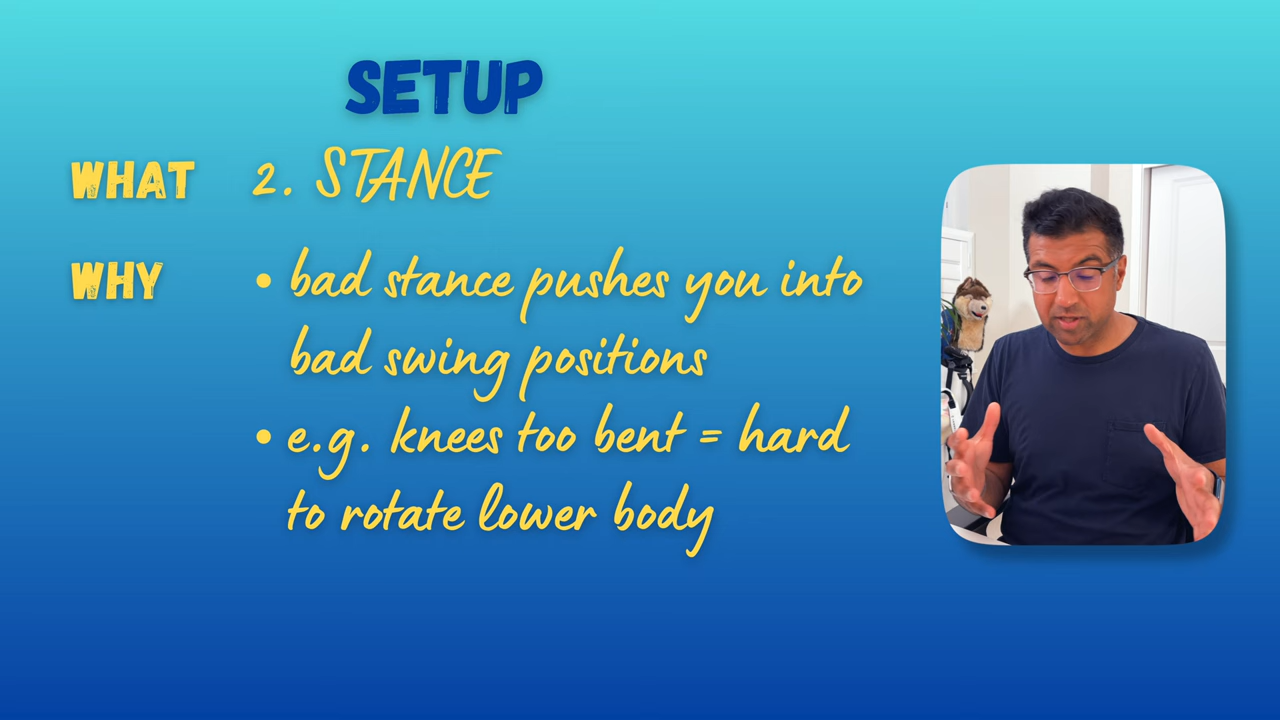 SETUP
WHAT 2. STANCE
WHY • bad stance pushes you into
bad swing positions
• e.g. knees too bent = hard
to rotate lower body